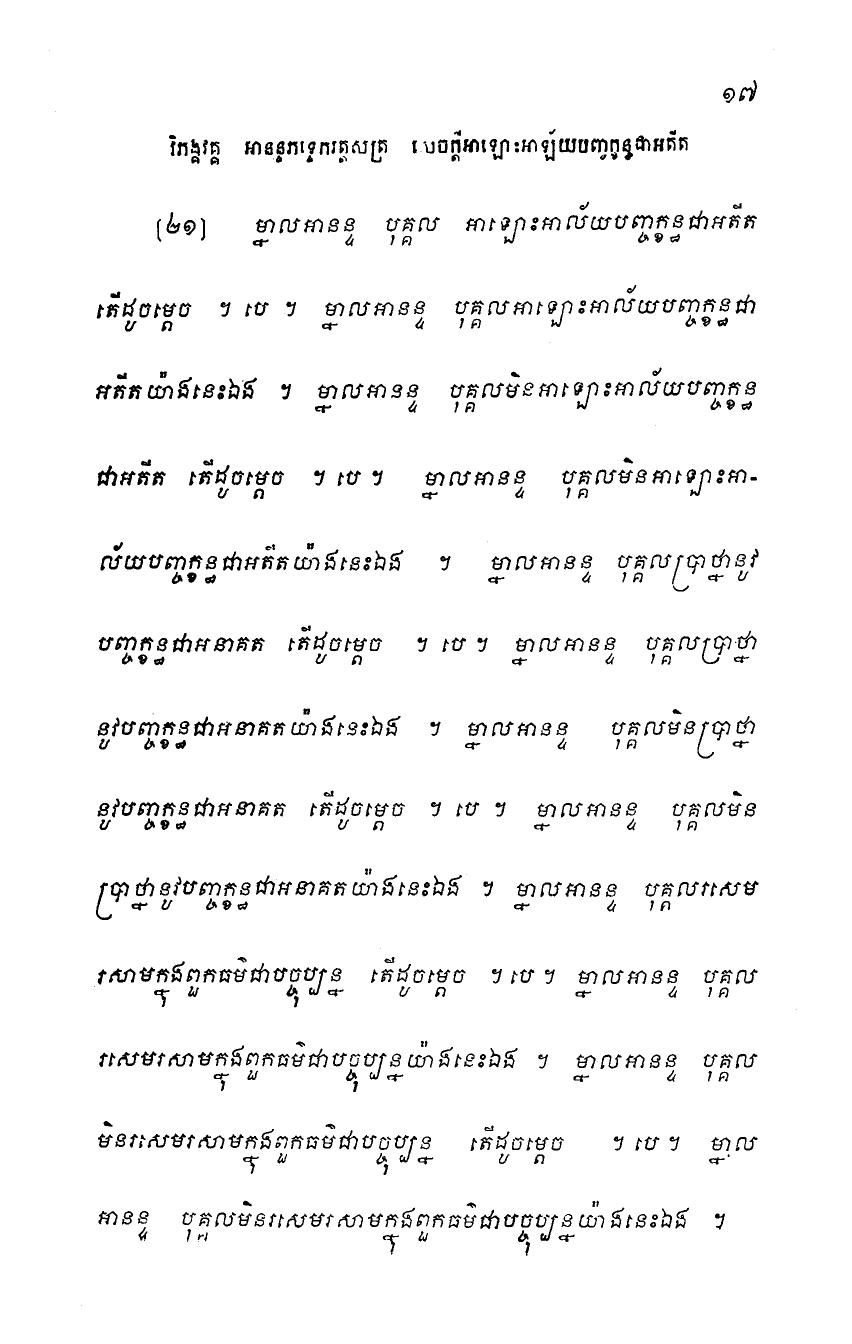 ១៧
វិភង្គវគ្គ អានន្ទភទ្ទេករត្តសូត្រ សេចក្តីអាឡោះអាឡ័យបញ្ចក្ខន្ធជាអតីត
[២១] ម្នាលអានន្ទ បុគ្គល អាឡោះអាល័យបញ្ចក្ខន្ធជាអតីត
តើដូចម្តេច ។ បេ ។ ម្នាលអានន្ទ បុគ្គលអាឡោះអាល័យបញ្ចក្ខន្ធជា
អតីតយ៉ាងនេះឯង ។ ម្នាលអានន្ទ បុគ្គលមិនអាឡោះអាល័យបញ្ចក្ខន្ធ
ជាអតីត តើដូចម្តេច ។ បេ ។ ម្នាលអានន្ទ បុគ្គលមិនអាឡោះអា-
ល័យបញ្ចក្ខន្ធជាអតីតយ៉ាងនេះឯង ។ ម្នាលអានន្ទ បុគ្គលប្រាថ្នានូវ
បញ្ចក្ខន្ធជាអនាគត តើដូចម្តេច ។ បេ ។ ម្នាលអានន្ទ បុគ្គលប្រាថ្នា
នូវបញ្ចក្ខន្ធជាអនាគតយ៉ាងនេះឯង ។ ម្នាលអានន្ទ បុគ្គលមិនប្រាថ្នា
នូវបញ្ចក្ខន្ធជាអនាគត តើដូចម្តេច ។ បេ ។ ម្នាលអានន្ទ បុគ្គលមិន
ប្រាថ្នានូវបញ្ចក្ខន្ធជាអនាគតយ៉ាងនេះឯង ។ ម្នាលអានន្ទ បុគ្គលរសេម
រសាមក្នុងពួកធម៌ជាបច្ចុប្បន្ន តើដូចម្តេច ។ បេ ។ ម្នាលអានន្ទ បុគ្គល
រសេមរសាមក្នុងពួកធម៌ជាបច្ចុប្បន្នយ៉ាងនេះឯង ។ ម្នាលអានន្ទ បុគ្គល
មិនរសេមរសាមក្នុងពួកធម៌ជាបច្ចុប្បន្ន តើដូចម្តេច ។ បេ ។ ម្នាល
អានន្ទ បុគ្គលមិនរសេមរសាមក្នុងពួកធម៌ជាបច្ចុប្បន្នយ៉ាងនេះឯង ។